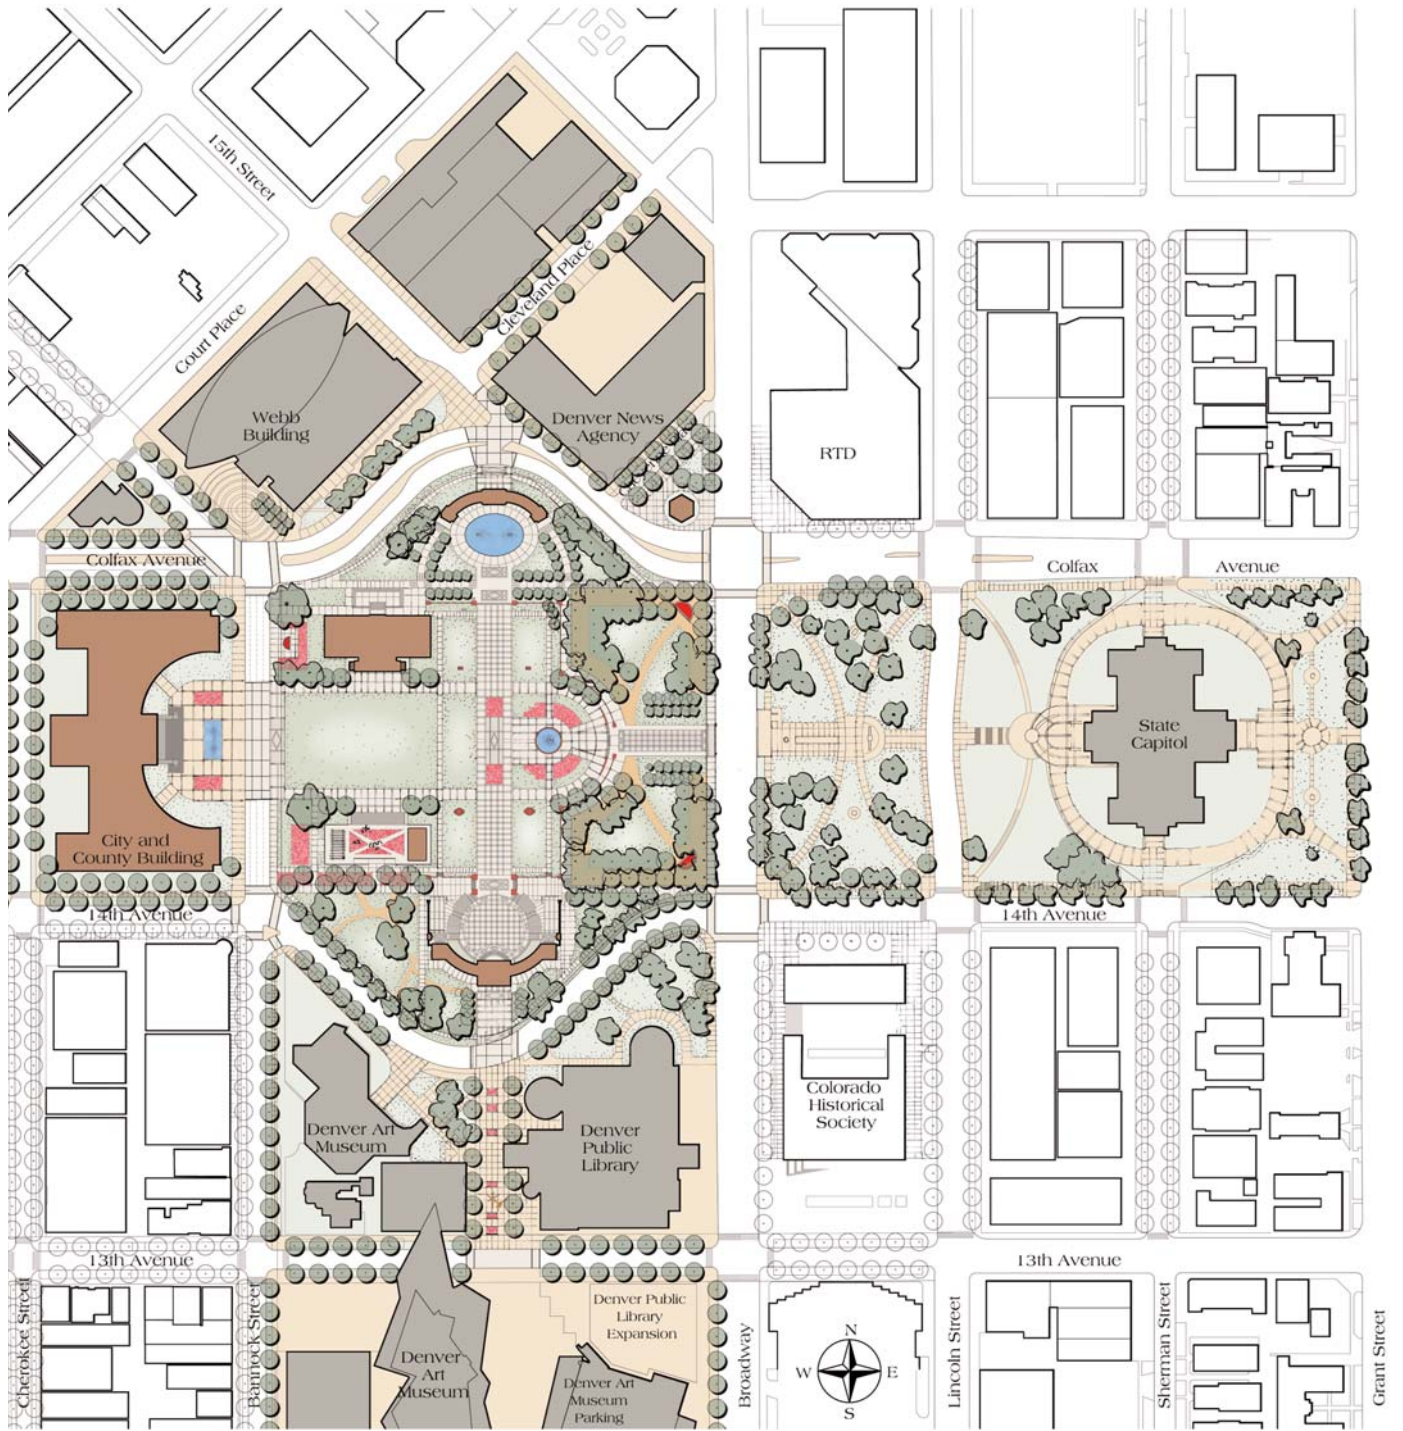 15th Street
Court Place
Cleveland Place
Webb
Building
Denver News
Agency
RTD
Colfax Avenue
Colfax
Avenue
State
Capitol
City and
County Building
14th Avenue
14th Avenue
Denver Art
Museum
Denver
Public
Library
Colorado
Historical
Society
13th Avenue
13th Avenue
Cherokee Street
Bannock Street
Denver Public
Library
Expansion
Denver
Art
Museum
Denver Art
Museum
Parking
Broadway
N
W
E
S
Lincoln Street
Sherman Street
Grant Street